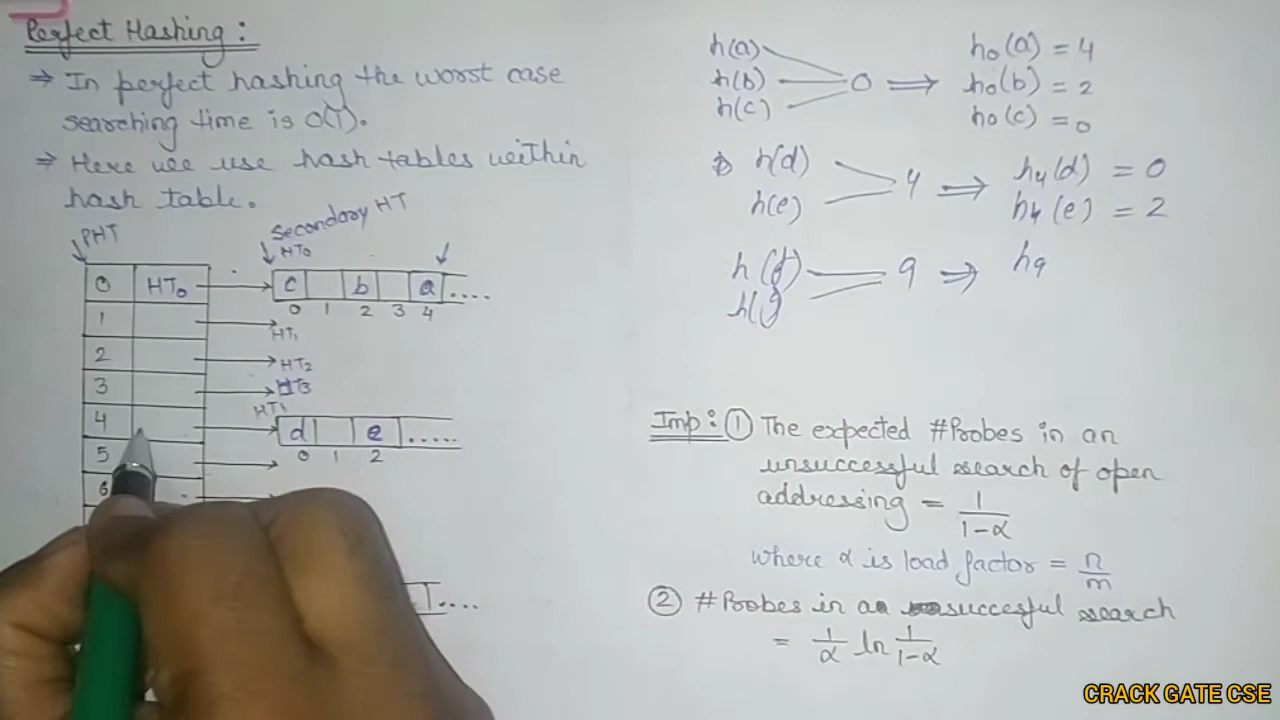 Perfect Hashing :
⇒ In perfect hashing the worst case
searching time is O(1).
⇒ Here we use hash tables within
hash table.
PHT
Secondary HT
HT0
0 HT0 c b a ....
0 1 2 3 4
1
HT1
2
HT2
3
HT3
4 d e .....
5
0 1 2
6
....
h(a)
h(b) 0 ⇒
h(c)
h0(a) = 4
h0(b) = 2
h0(c) = 0
h(d)
h(e) 4 ⇒
h4(d) = 0
h4(e) = 2
h(f)
h(g 9 ⇒ h9
Imp: ① The expected #Probes in an
unsuccessful search of open
addressing = 1/1-α
where α is load factor = n/m
② #Probes in a succesful search
= 1/α ln 1/1-α
CRACK GATE CSE